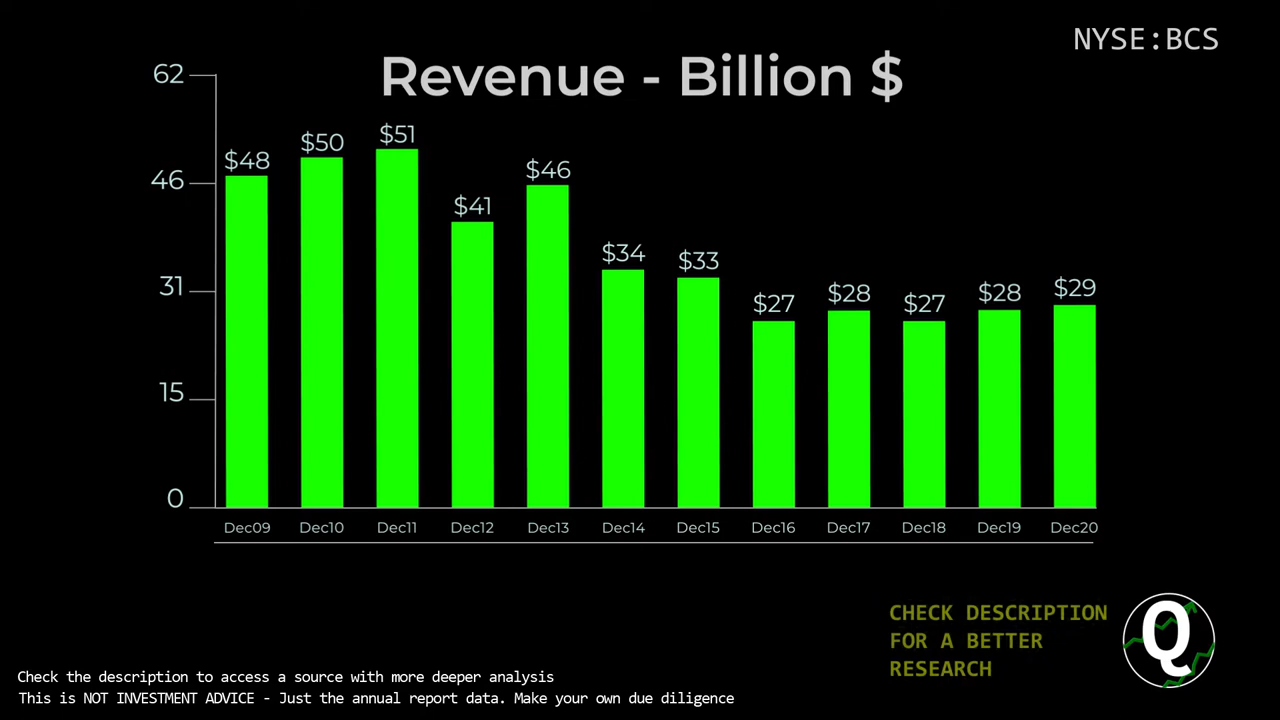 NYSE:BCS
Revenue - Billion $
62
46
31
15
0
$48
$50
$51
$41
$46
$34
$33
$27
$28
$27
$28
$29
Dec09 Dec10 Dec11 Dec12 Dec13 Dec14 Dec15 Dec16 Dec17 Dec18 Dec19 Dec20
CHECK DESCRIPTION
FOR A BETTER
RESEARCH
Q
Check the description to access a source with more deeper analysis
This is NOT INVESTMENT ADVICE - Just the annual report data. Make your own due diligence